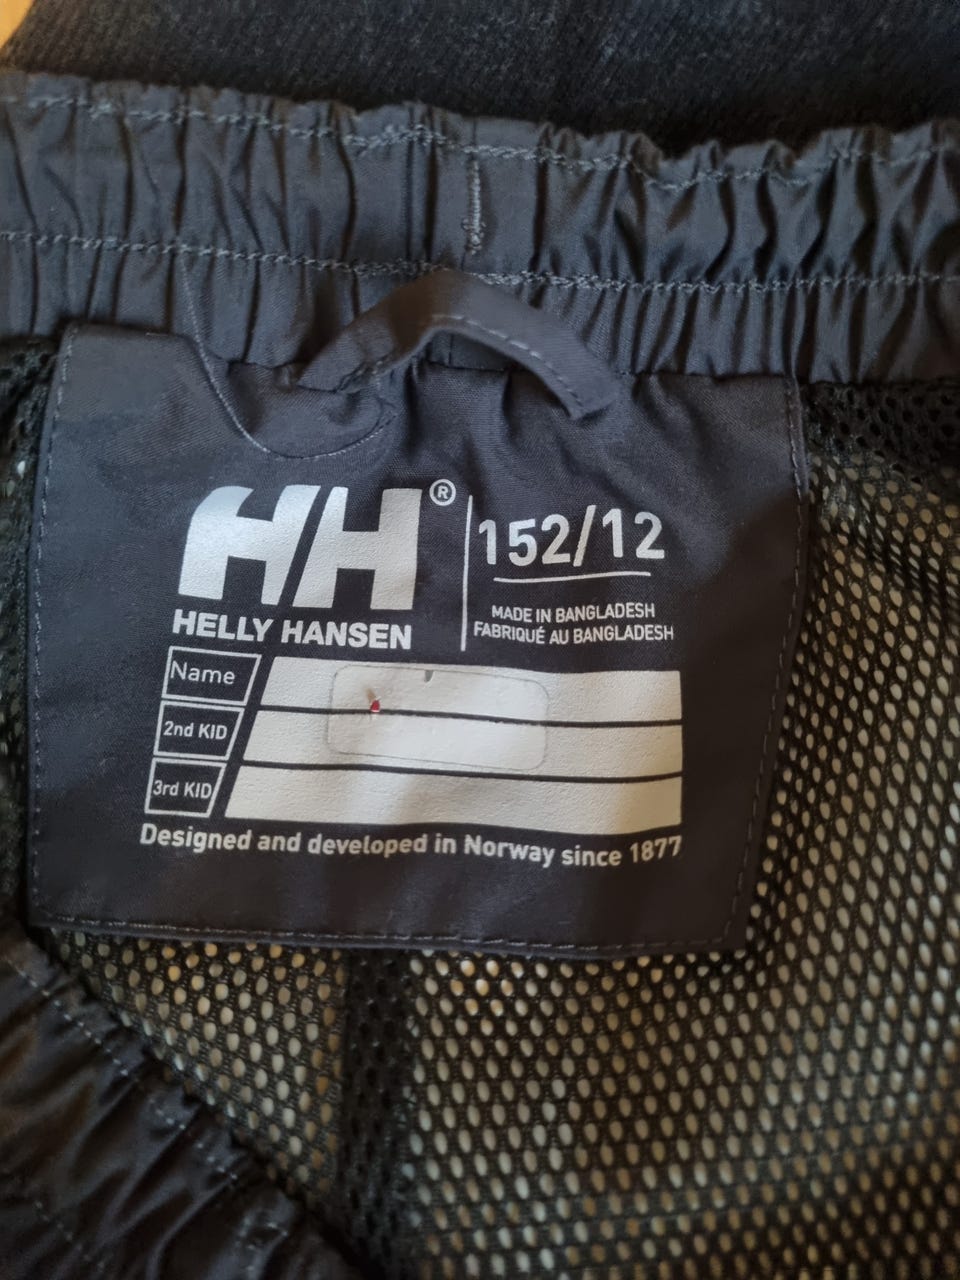 HH®
HELLY HANSEN
152/12
MADE IN BANGLADESH
FABRIQUÉ AU BANGLADESH
Name
2nd KID
3rd KID
Designed and developed in Norway since 1877